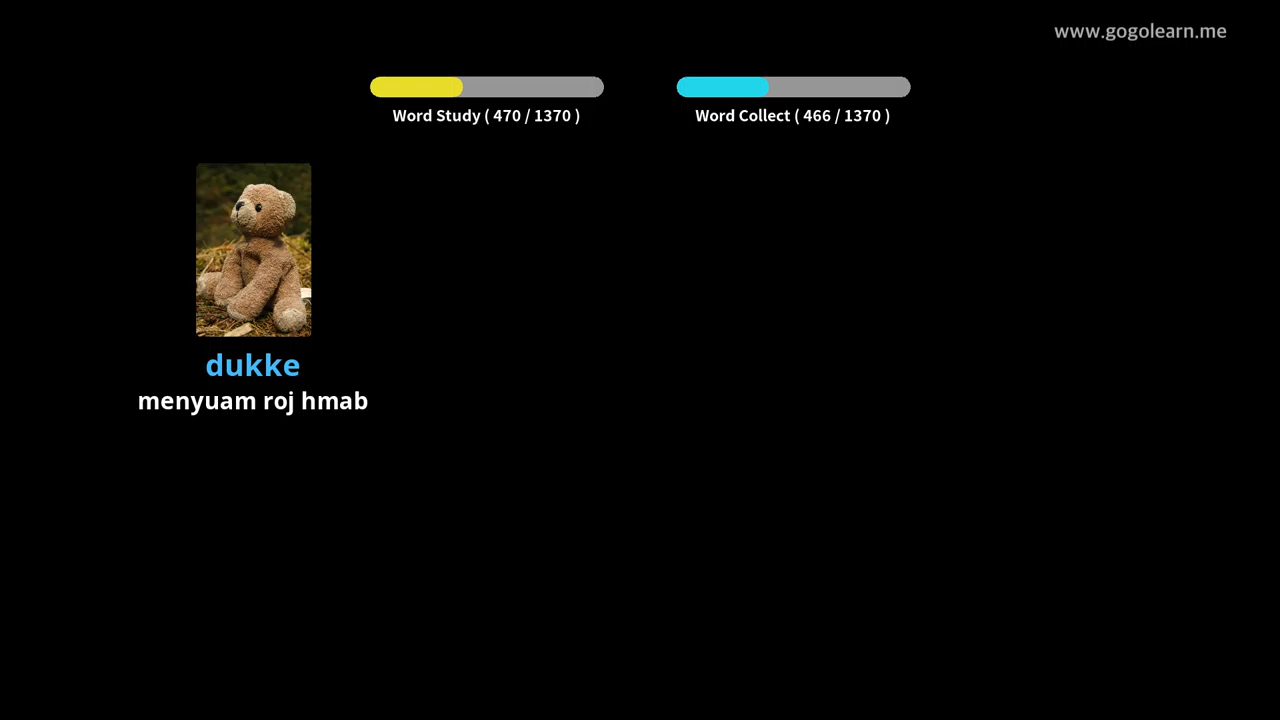 www.gogolearn.me
Word Study ( 470 / 1370 )
Word Collect ( 466 / 1370 )
dukke
menyuam roj hmab